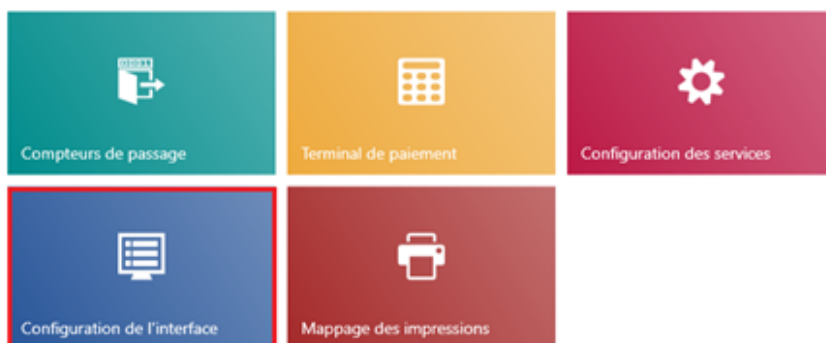 Compteurs de passage
Terminal de paiement
Configuration des services
Configuration de l'interface
Mappage des impressions